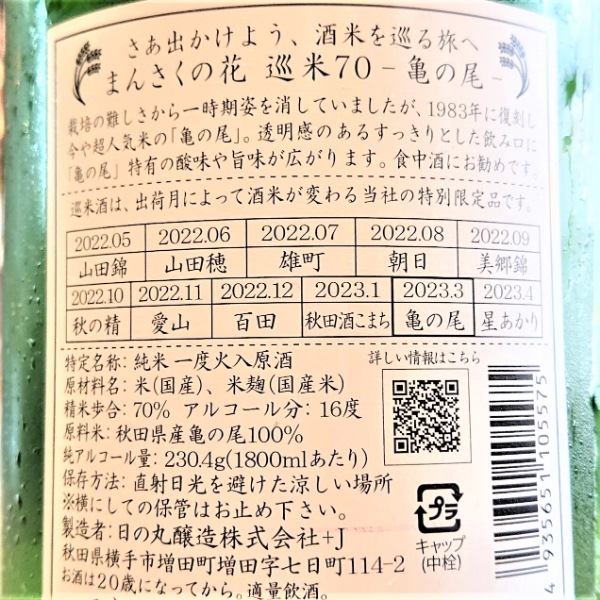 さあ出かけよう、酒米を巡る旅へ
まんさくの花 巡米70 -亀の尾-
栽培の難しさから一時期姿を消していましたが、1983年に復刻し
今や超人気米の「亀の尾」。透明感のあるすっきりとした飲み口に
「亀の尾」特有の酸味や旨味が広がります。食中酒にお勧めです。
巡米酒は、出荷月によって酒米が変わる当社の特別限定品です。
2022.05 2022.06 2022.07 2022.08 2022.09
山田錦 山田穂 雄町 朝日 美郷錦
2022.10 2022.11 2022.12 2023.1 2023.3 2023.4
秋の精 愛山 百田 秋田酒こまち 亀の尾 星あかり
特定名称: 純米 一度火入原酒
詳しい情報はこちら
原材料名: 米(国産)、米麹(国産米)
精米歩合: 70% アルコール分: 16度
原料米: 秋田県産亀の尾100%
純アルコール量: 230.4g(1800mlあたり)
保存方法: 直射日光を避けた涼しい場所
※横にしての保管はお止め下さい。
製造者: 日の丸醸造株式会社+J
秋田県横手市増田町増田字七日町114-2
お酒は20歳になってから。適量飲酒。
プラ
キャップ
(中栓)
4 935651 105575